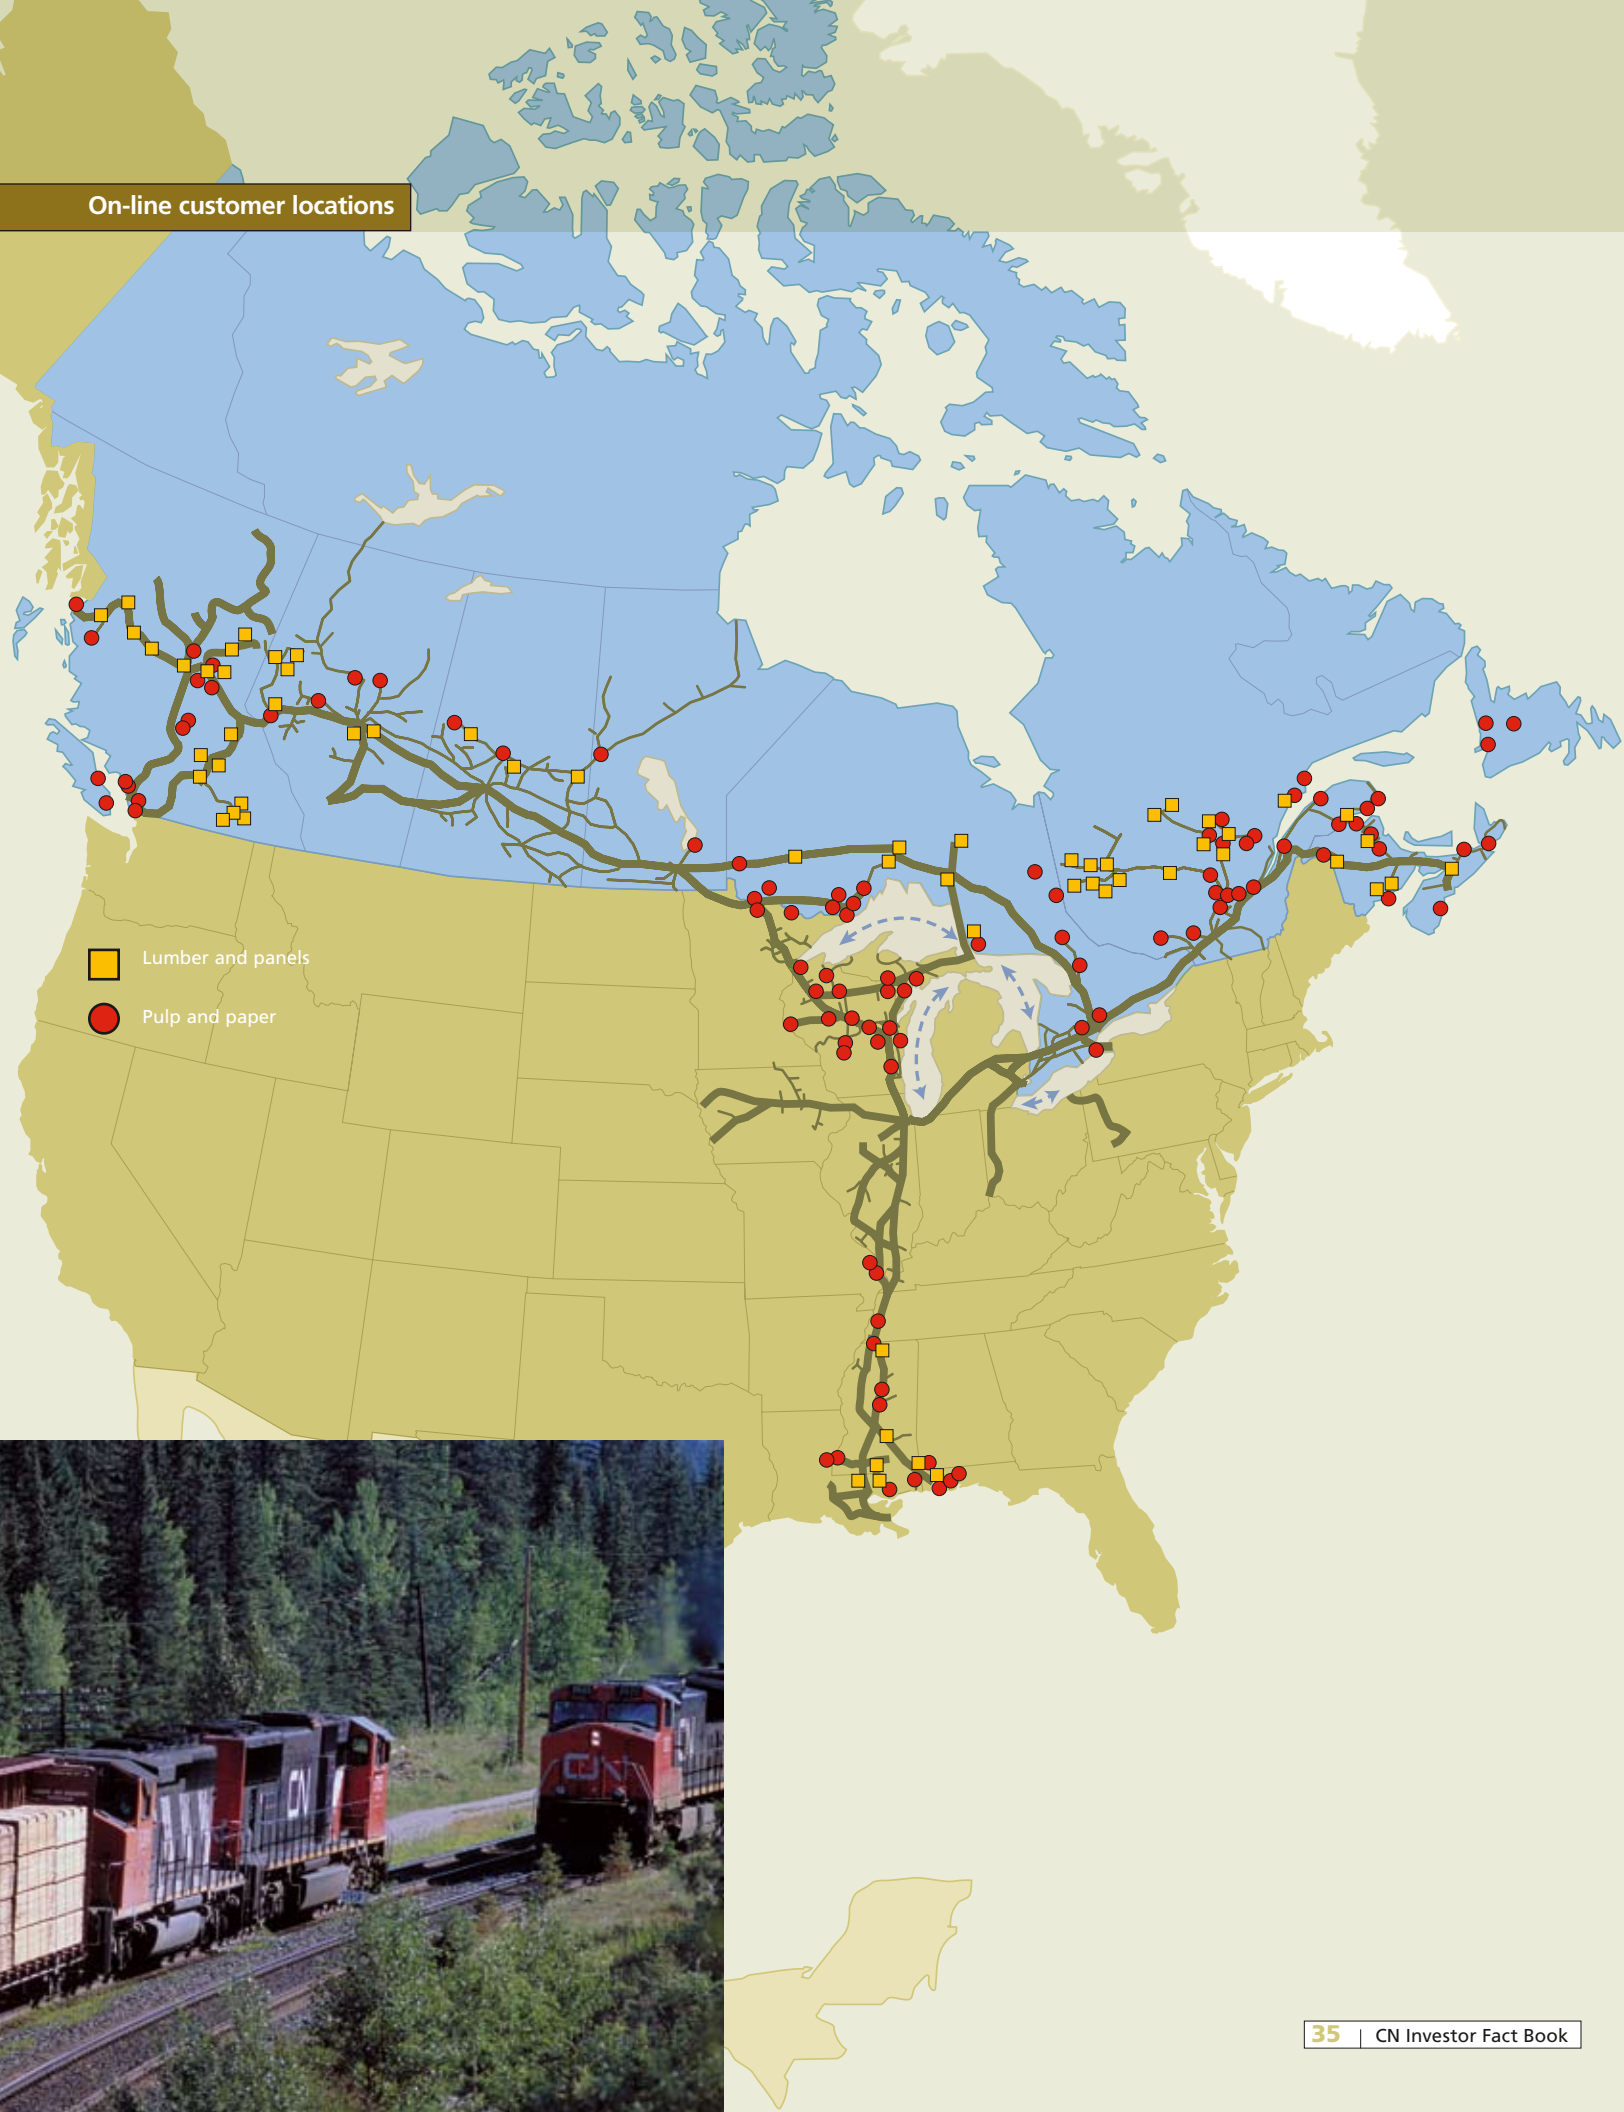 On-line customer locations
Lumber and panels
Pulp and paper
CN
CN
35 CN Investor Fact Book